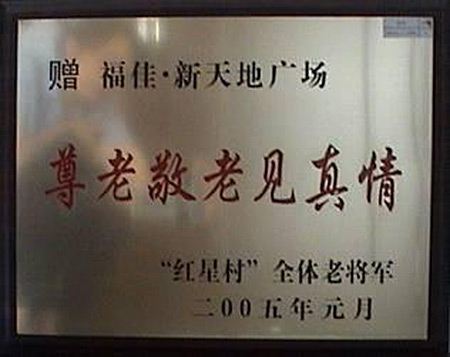 赠 福佳·新天地广场
尊老敬老见真情
“红星村”全体老将军
二00五年元月